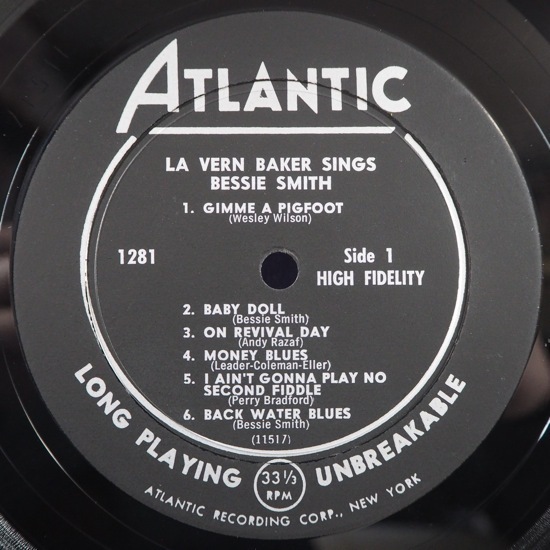 ATLANTIC
LA VERN BAKER SINGS
BESSIE SMITH
1. GIMME A PIGFOOT
(Wesley Wilson)
1281
Side 1
HIGH FIDELITY
2. BABY DOLL
(Bessie Smith)
3. ON REVIVAL DAY
(Andy Razaf)
4. MONEY BLUES
(Leader-Coleman-Eller)
5. I AIN'T GONNA PLAY NO
SECOND FIDDLE
(Perry Bradford)
6. BACK WATER BLUES
(Bessie Smith)
(11517)
LONG PLAYING
33 1/3
RPM
UNBREAKABLE
ATLANTIC RECORDING CORP., NEW YORK